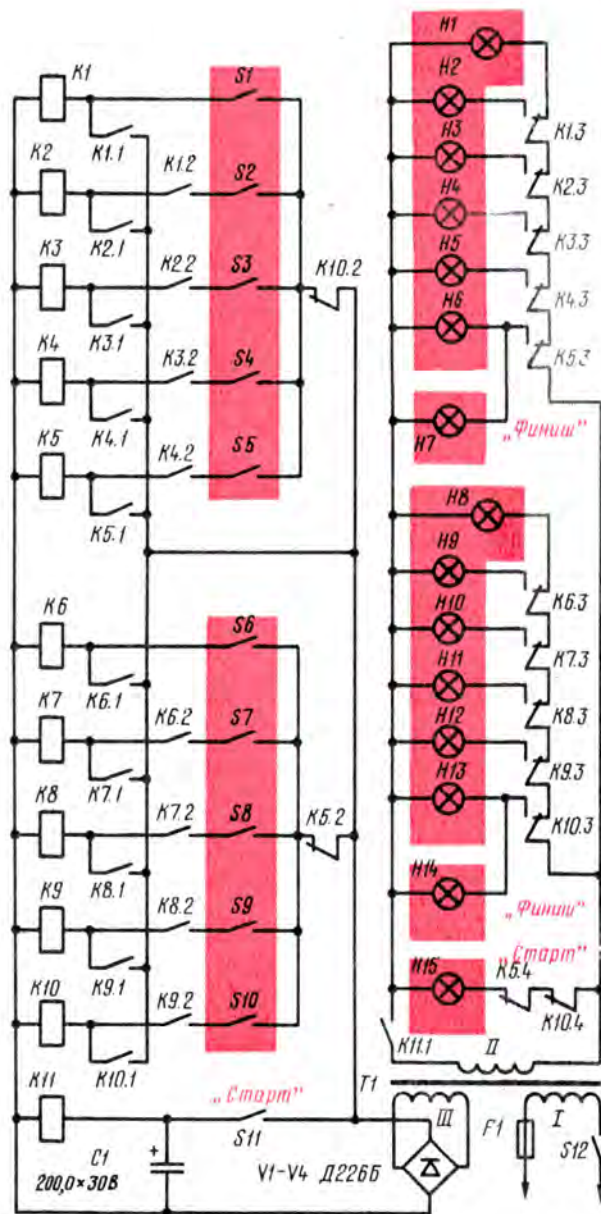 K1
S1
K1.1
K2
K1.2
S2
K2.1
K3
K2.2
S3
K10.2
K3.1
K4
K3.2
S4
K4.1
K5
K4.2
S5
K5.1
K6
S6
K6.1
K7
K6.2
S7
K7.1
K8
K7.2
S8
K5.2
K8.1
K9
K8.2
S9
K9.1
K10
K9.2
S10
K10.1
K11
„Старт"
S11
C1
200,0×30В
+
V1-V4 Д226Б
H1
H2
K1.3
H3
K2.3
H4
K3.3
H5
K4.3
H6
K5.3
H7
„Финиш"
H8
H9
K6.3
H10
K7.3
H11
K8.3
H12
K9.3
H13
K10.3
H14
„Финиш"
„Старт"
H15
K5.4
K10.4
K11.1
II
T1
III
F1
I
S12